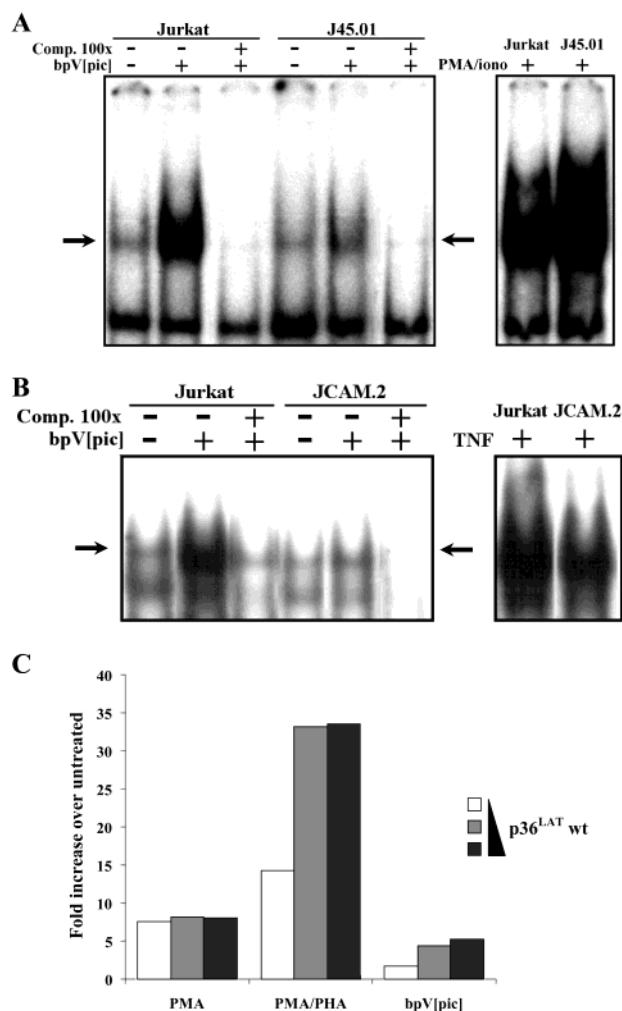 A
Jurkat J45.01
Comp. 100x - - + - - +
bpV[pic] - + + - + +
Jurkat J45.01
PMA/iono + +
B
Jurkat JCAM.2
Comp. 100x - - + - - +
bpV[pic] - + + - + +
Jurkat JCAM.2
TNF + +
C
Fold increase over untreated
40
35
30
25
20
15
10
5
0
PMA PMA/PHA bpV[pic]
p36^LAT wt